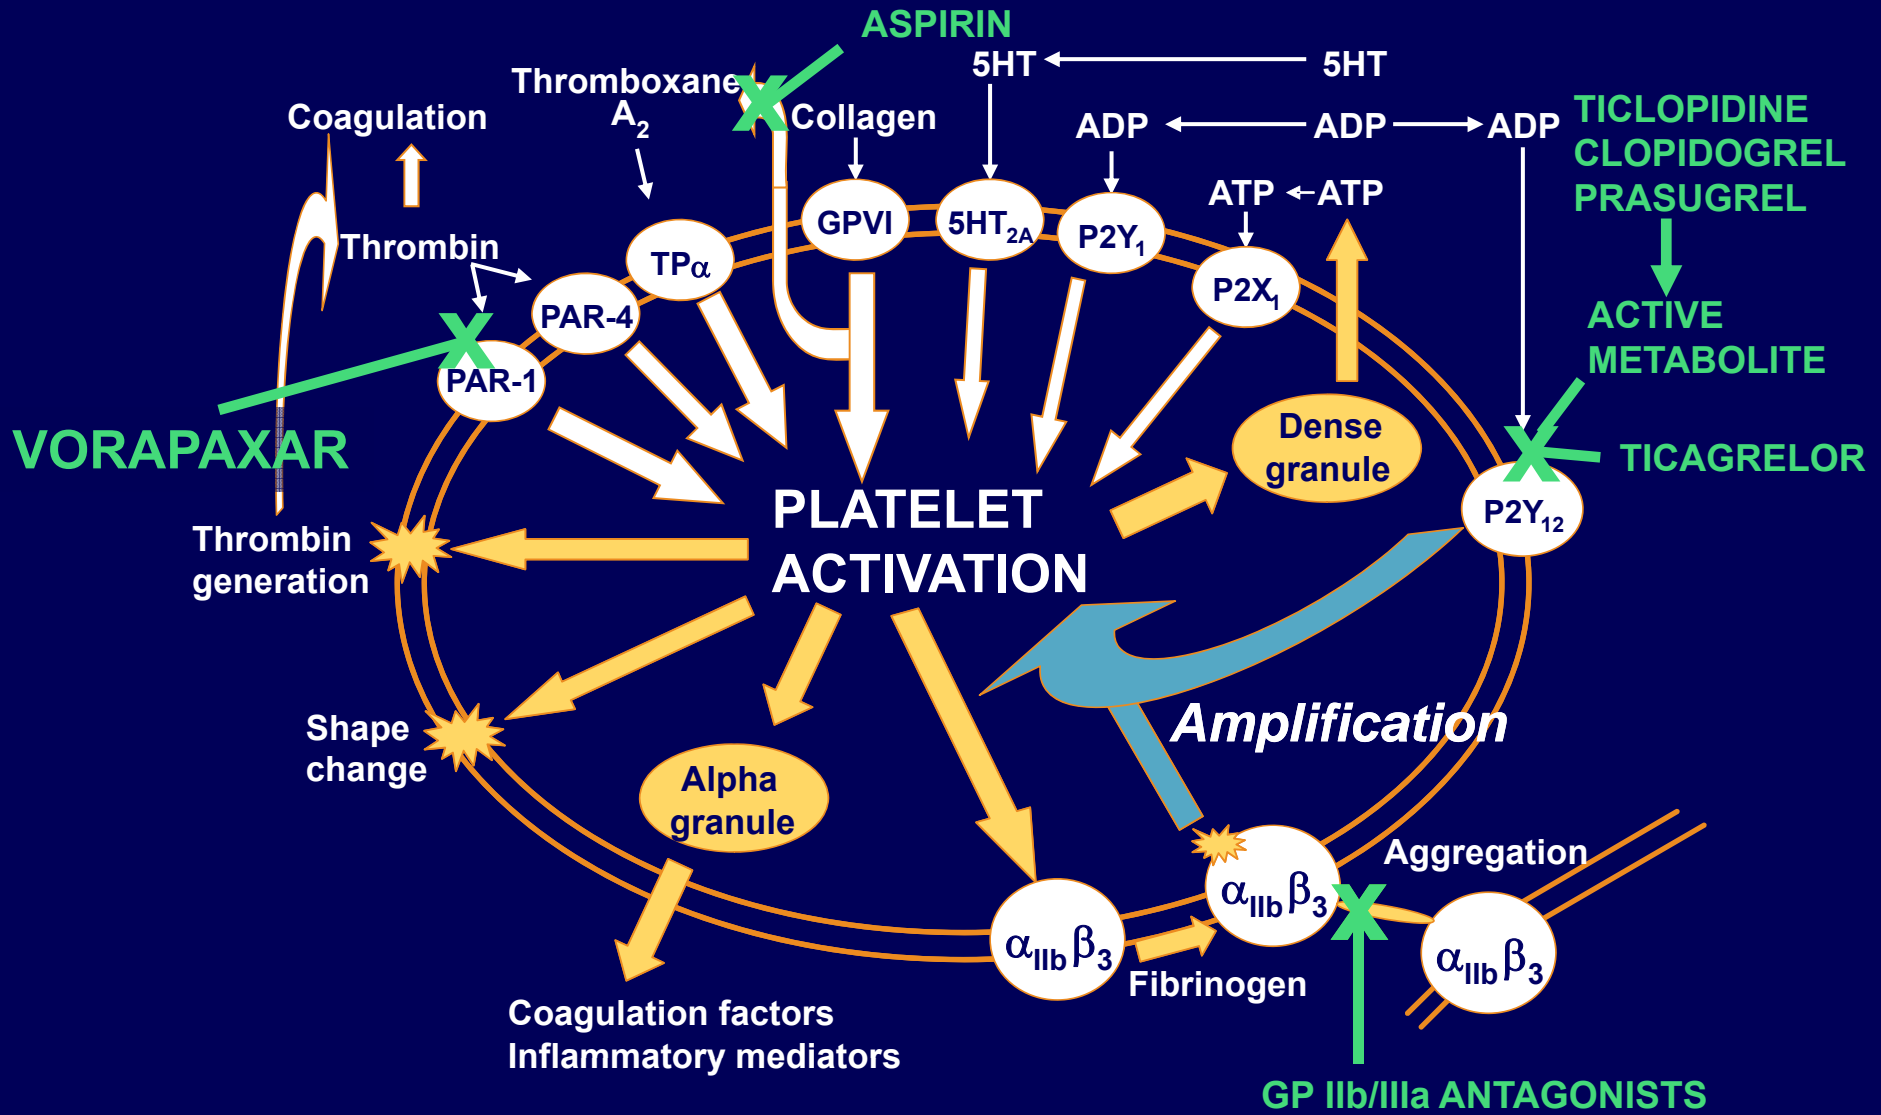 ASPIRIN
5HT
5HT
Thromboxane
A2
Collagen
Coagulation
ADP
ADP
ADP
TICLOPIDINE
CLOPIDOGREL
PRASUGREL
ATP
ATP
GPVI
5HT2A
P2Y1
Thrombin
TPα
P2X1
PAR-4
PAR-1
ACTIVE
METABOLITE
VORAPAXAR
Dense
granule
TICAGRELOR
P2Y12
PLATELET
ACTIVATION
Thrombin
generation
Amplification
Shape
change
Alpha
granule
Aggregation
αIIbβ3
αIIbβ3
αIIbβ3
Fibrinogen
Coagulation factors
Inflammatory mediators
GP IIb/IIIa ANTAGONISTS